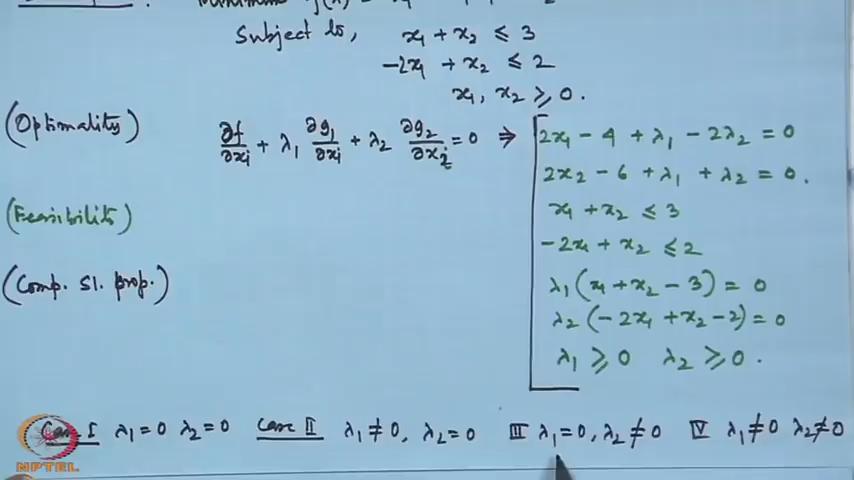 Subject to, x₁ + x₂ ≤ 3
-2x₁ + x₂ ≤ 2
x₁, x₂ ≥ 0.
(Optimality) ∂f/∂xᵢ + λ₁ ∂g₁/∂xᵢ + λ₂ ∂g₂/∂xᵢ = 0 ⇒ 2x₁ - 4 + λ₁ - 2λ₂ = 0
2x₂ - 6 + λ₁ + λ₂ = 0.
(Feasibility) x₁ + x₂ ≤ 3
-2x₁ + x₂ ≤ 2
(Comp. Sl. prop.) λ₁(x₁ + x₂ - 3) = 0
λ₂(-2x₁ + x₂ - 2) = 0
λ₁ ≥ 0 λ₂ ≥ 0.
Case I λ₁ = 0 λ₂ = 0 Case II λ₁ ≠ 0, λ₂ = 0 III λ₁ = 0, λ₂ ≠ 0 IV λ₁ ≠ 0 λ₂ ≠ 0
NPTEL